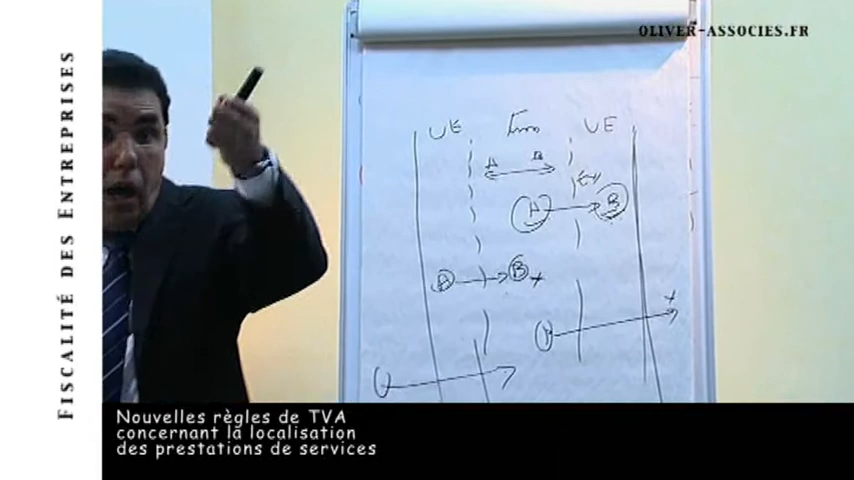 OLIVER-ASSOCIES.FR
FISCALITÉ DES ENTREPRISES
UE UE
A B
A B
A B
Nouvelles règles de TVA
concernant la localisation
des prestations de services